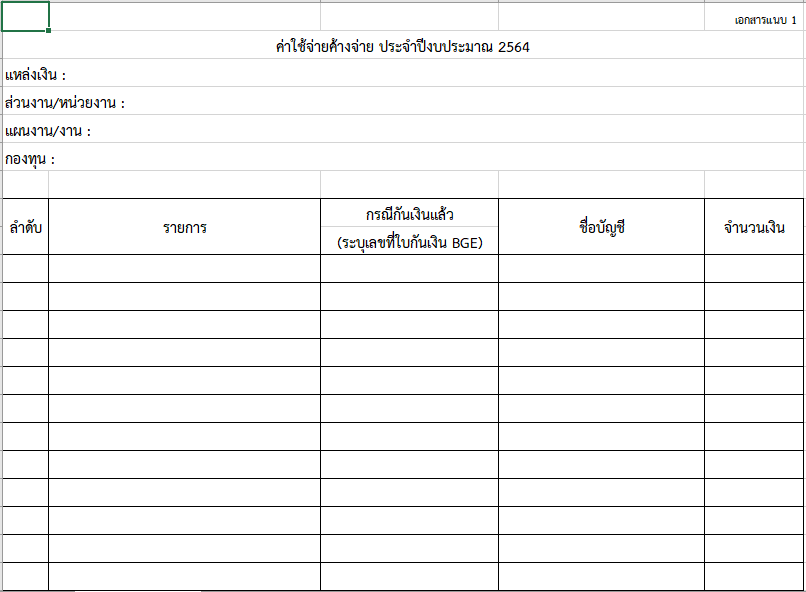 เอกสารแนบ 1
ค่าใช้จ่ายค้างจ่าย ประจำปีงบประมาณ 2564
แหล่งเงิน :
ส่วนงาน/หน่วยงาน :
แผนงาน/งาน :
กองทุน :
ลำดับ รายการ กรณีกันเงินแล้ว ชื่อบัญชี จำนวนเงิน
(ระบุเลขที่ใบกันเงิน BGE)